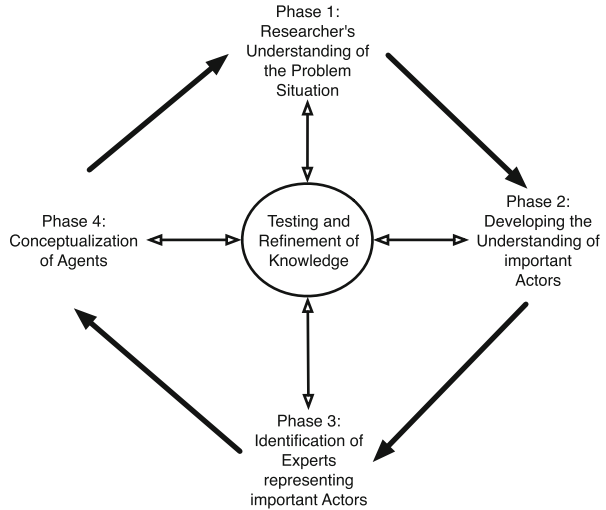 Phase 1:
Researcher's
Understanding of
the Problem
Situation
Phase 2:
Developing the
Understanding of
important
Actors
Testing and
Refinement of
Knowledge
Phase 4:
Conceptualization
of Agents
Phase 3:
Identification of
Experts
representing
important Actors